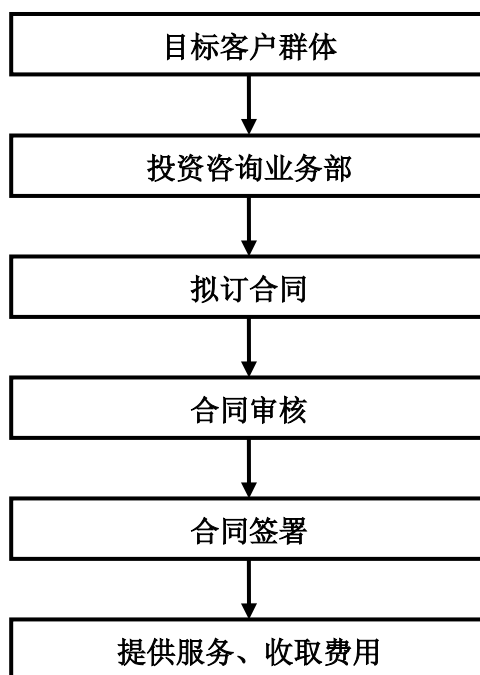 目标客户群体
投资咨询业务部
拟订合同
合同审核
合同签署
提供服务、收取费用